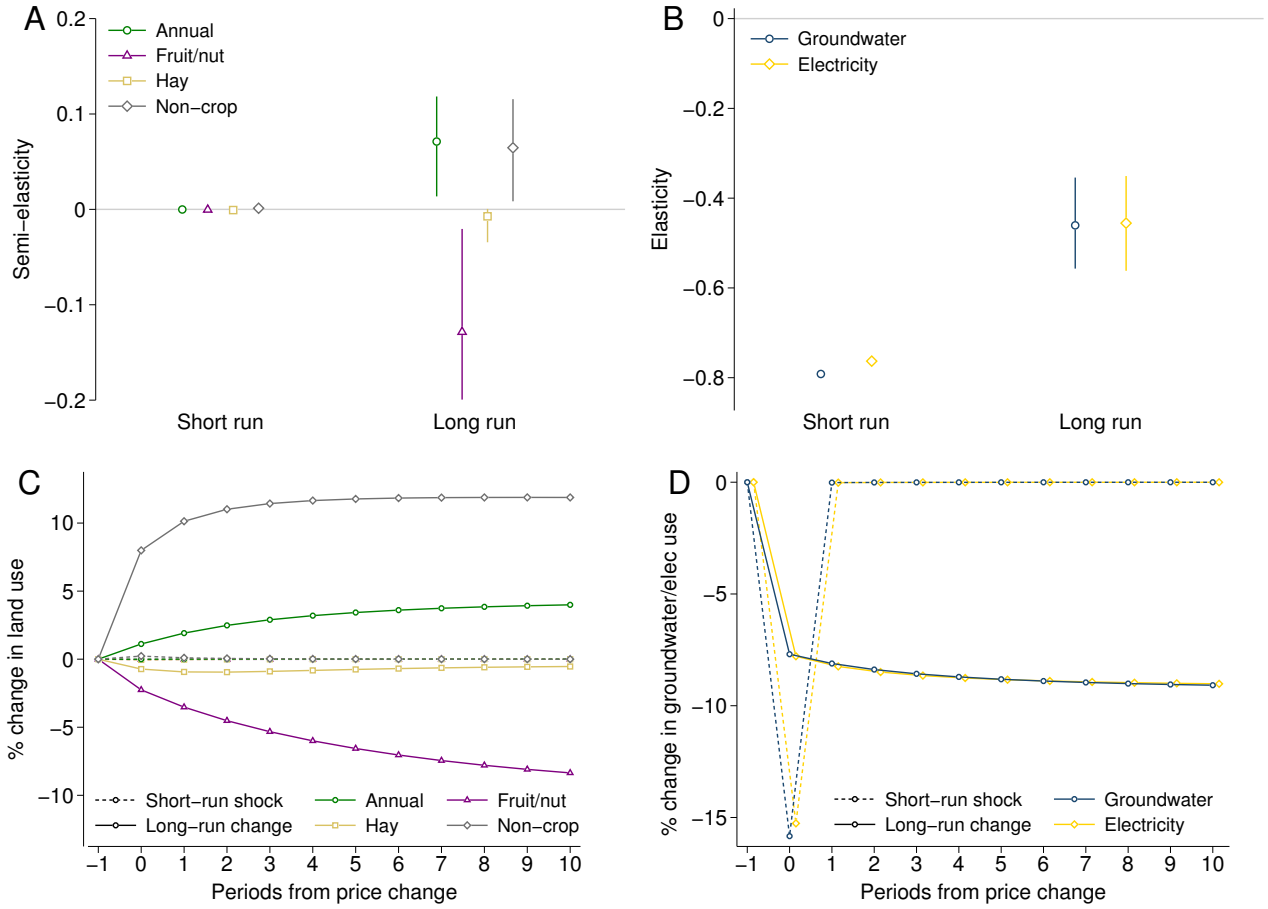 A
0.2
Annual
Fruit/nut
Hay
Non−crop
0.1
0
−0.1
−0.2
Semi−elasticity
Short run
Long run
B
0
Groundwater
Electricity
−0.2
−0.4
−0.6
−0.8
Elasticity
Short run
Long run
C
10
5
0
−5
−10
% change in land use
Short−run shock
Annual
Fruit/nut
Long−run change
Hay
Non−crop
−1 0 1 2 3 4 5 6 7 8 9 10
Periods from price change
D
0
−5
−10
−15
% change in groundwater/elec use
Short−run shock
Groundwater
Long−run change
Electricity
−1 0 1 2 3 4 5 6 7 8 9 10
Periods from price change